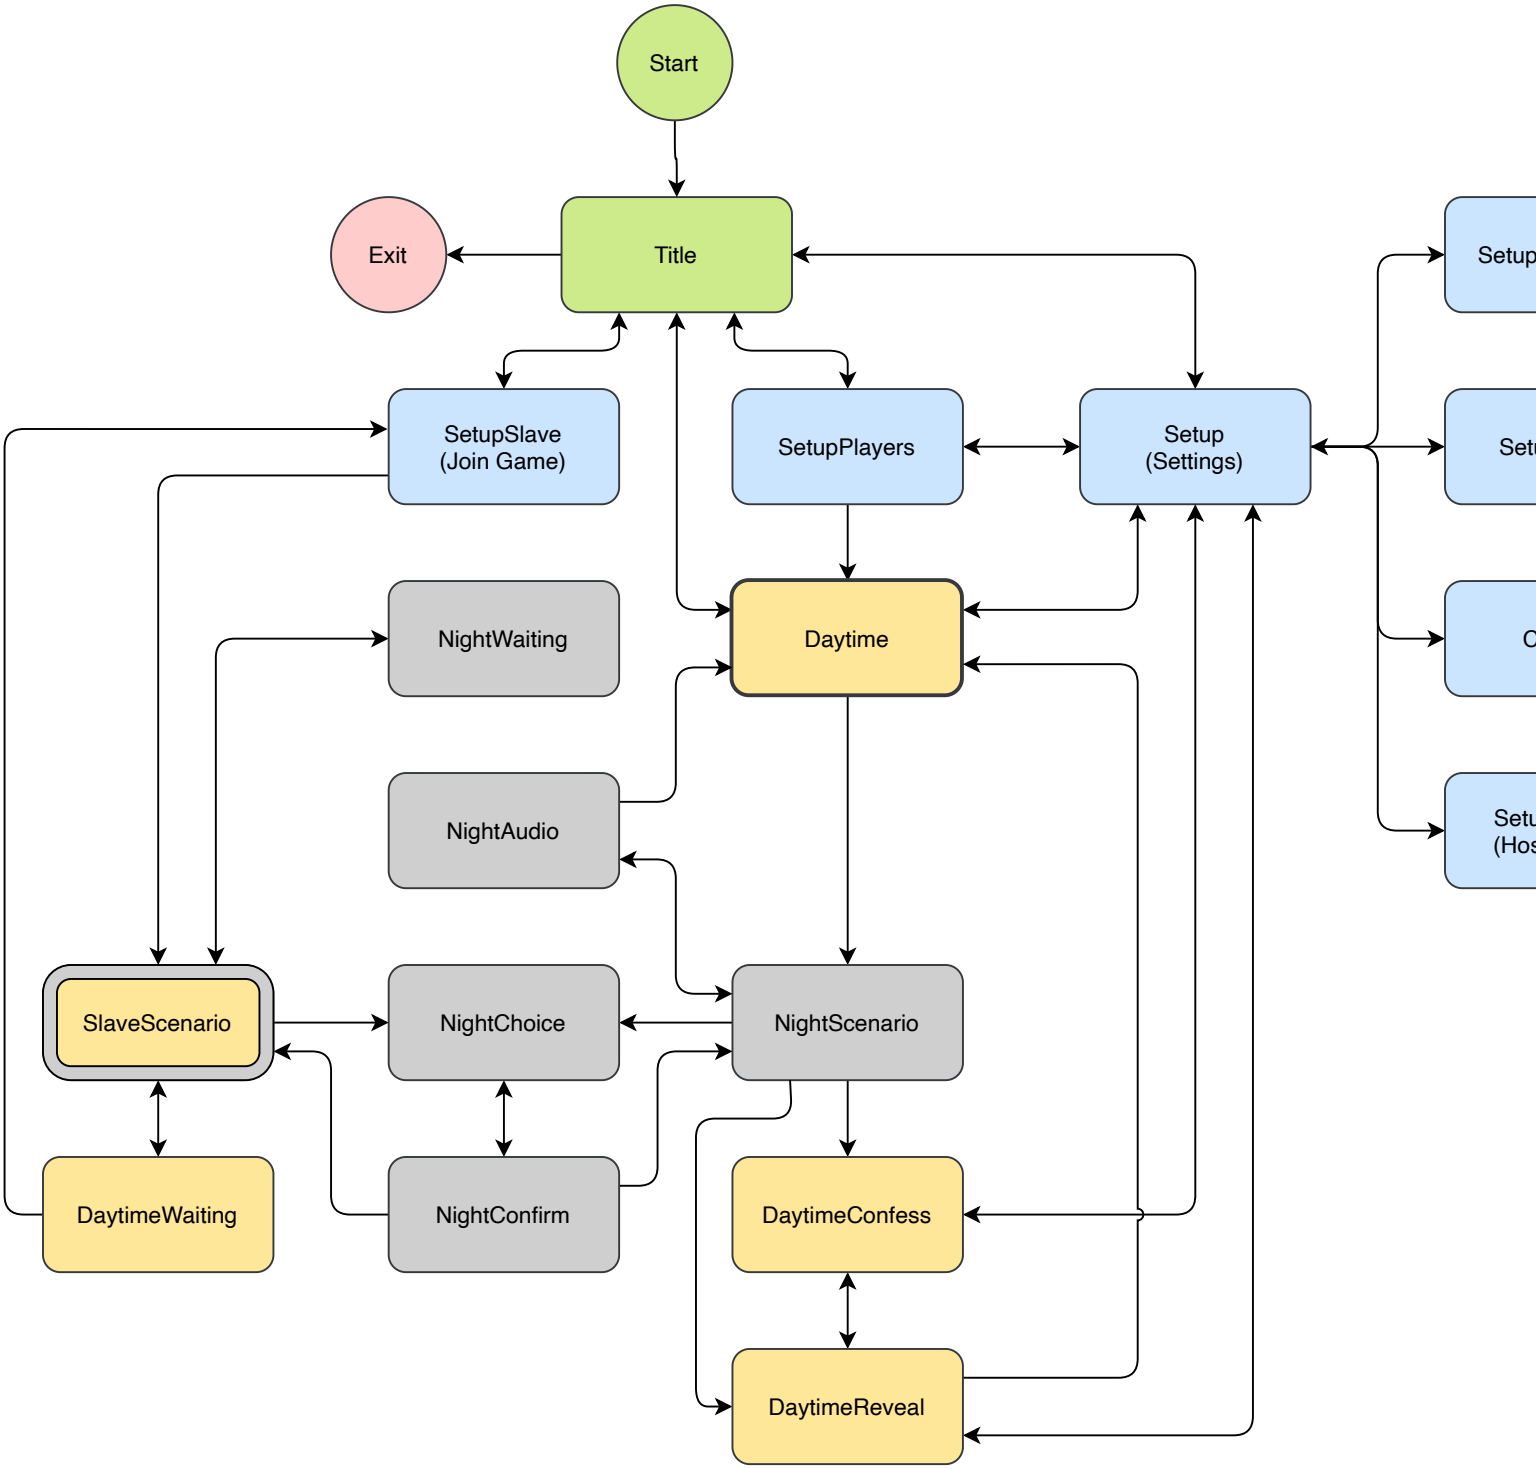 Start
Exit
Title
SetupSlave
(Join Game)
SetupPlayers
Setup
(Settings)
NightWaiting
Daytime
NightAudio
SlaveScenario
NightChoice
NightScenario
DaytimeWaiting
NightConfirm
DaytimeConfess
DaytimeReveal
Setup